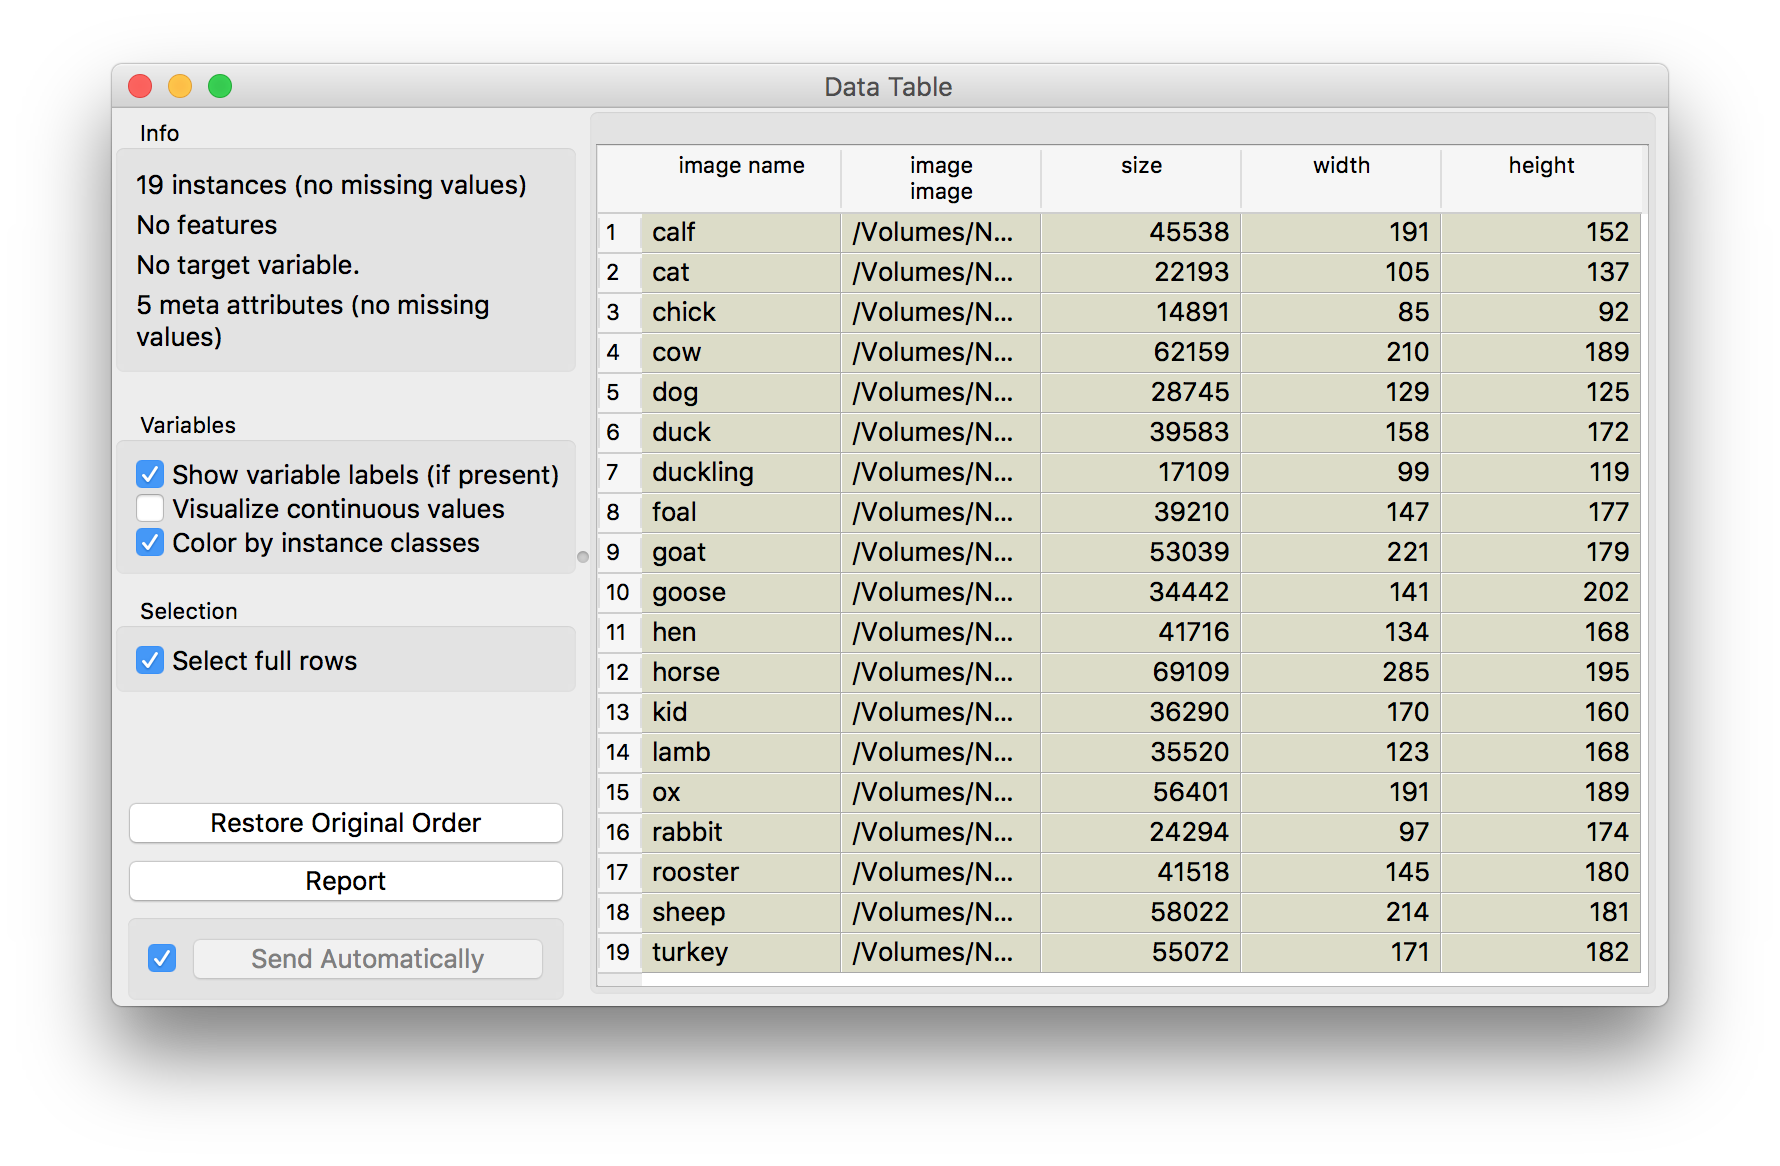 Data Table
Info
19 instances (no missing values)
No features
No target variable.
5 meta attributes (no missing
values)
Variables
Show variable labels (if present)
Visualize continuous values
Color by instance classes
Selection
Select full rows
Restore Original Order
Report
Send Automatically
image name image size width height
image
1 calf /Volumes/N... 45538 191 152
2 cat /Volumes/N... 22193 105 137
3 chick /Volumes/N... 14891 85 92
4 cow /Volumes/N... 62159 210 189
5 dog /Volumes/N... 28745 129 125
6 duck /Volumes/N... 39583 158 172
7 duckling /Volumes/N... 17109 99 119
8 foal /Volumes/N... 39210 147 177
9 goat /Volumes/N... 53039 221 179
10 goose /Volumes/N... 34442 141 202
11 hen /Volumes/N... 41716 134 168
12 horse /Volumes/N... 69109 285 195
13 kid /Volumes/N... 36290 170 160
14 lamb /Volumes/N... 35520 123 168
15 ox /Volumes/N... 56401 191 189
16 rabbit /Volumes/N... 24294 97 174
17 rooster /Volumes/N... 41518 145 180
18 sheep /Volumes/N... 58022 214 181
19 turkey /Volumes/N... 55072 171 182